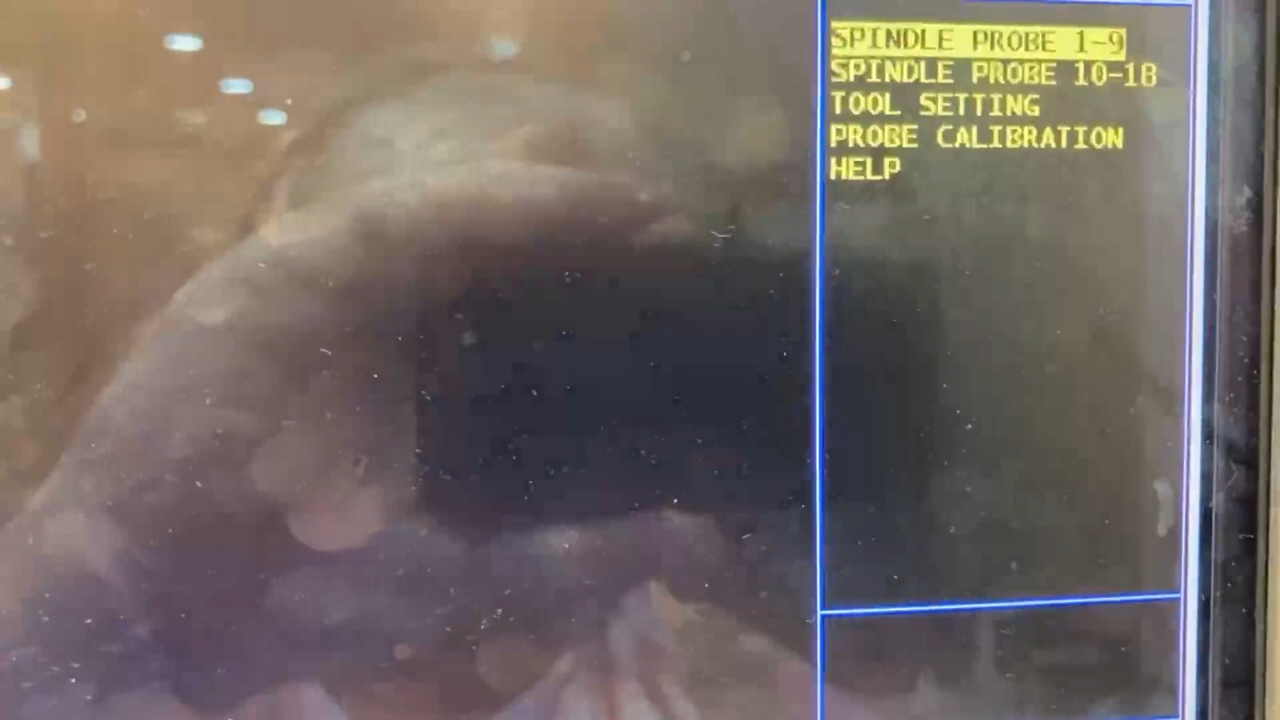 SPINDLE PROBE 1-9
SPINDLE PROBE 10-18
TOOL SETTING
PROBE CALIBRATION
HELP